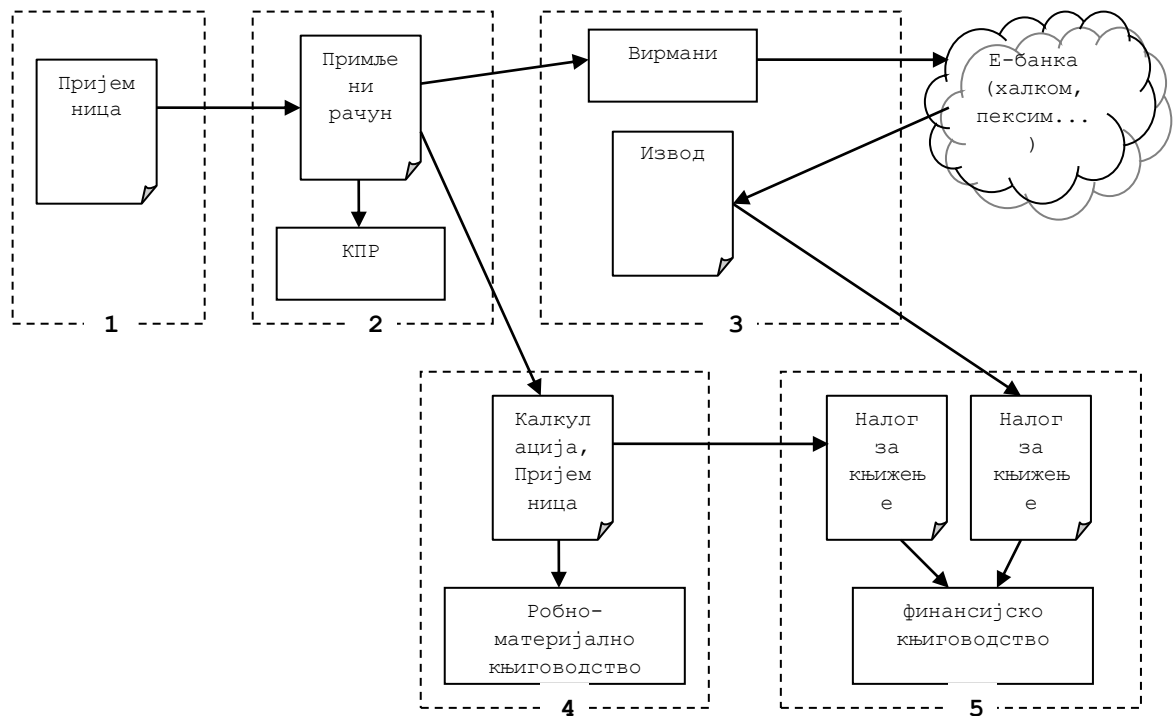 Пријем
ница
1
Примље
ни
рачун
КПР
2
Вирмани
Извод
3
Е-банка
(халком,
пексим...
)
Калкул
ација,
Пријем
ница
Робно-
материјално
књиговодство
4
Налог
за
књижењ
е
Налог
за
књижењ
е
финансијско
књиговодство
5